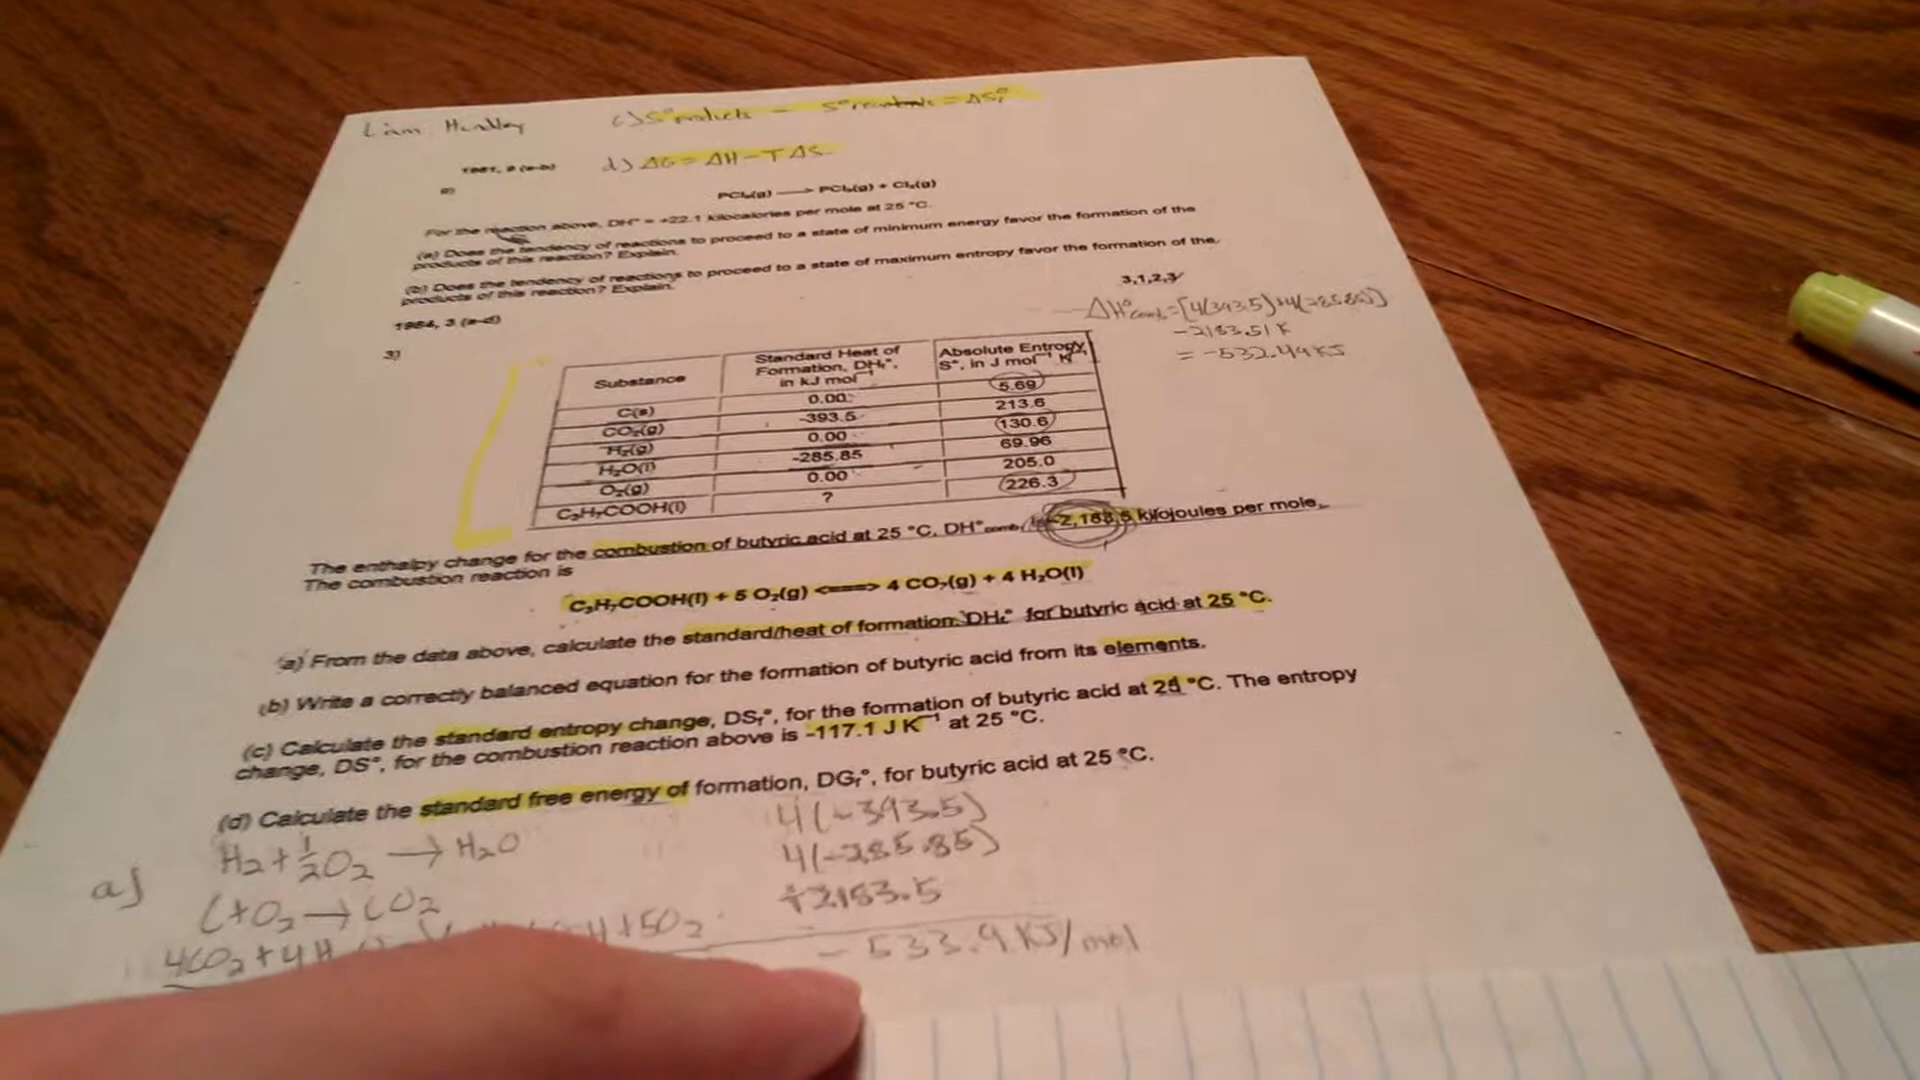 Liam
c) S° products - S° reactants = ΔS°
1981, 2 (a-b)
d) ΔG = ΔH - TΔS
2)
PCl₅(g) ⟶ PCl₃(g) + Cl₂(g)
For the reaction above, DH° = +22.1 kilocalories per mole at 25 °C.
(a) Does the tendency of reactions to proceed to a state of minimum energy favor the formation of the
products of this reaction? Explain.
(b) Does the tendency of reactions to proceed to a state of maximum entropy favor the formation of the
products of this reaction? Explain.
3,1,2,3
1984, 3 (a-d)
ΔH°comb = [4(393.5)+4(285.85)]
-2183.51 K
= -532.49 KJ
3)
Substance
Standard Heat of
Formation, DHf°,
in kJ mol⁻¹
Absolute Entropy,
S°, in J mol⁻¹ K⁻¹
C(s) 0.00 5.69
CO₂(g) -393.5 213.6
H₂(g) 0.00 130.6
H₂O(l) -285.85 69.96
O₂(g) 0.00 205.0
C₃H₇COOH(l) ? 226.3
The enthalpy change for the combustion of butyric acid at 25 °C, DH°comb, is -2,183.5 kilojoules per mole.
The combustion reaction is
C₃H₇COOH(l) + 5 O₂(g) <===> 4 CO₂(g) + 4 H₂O(l)
(a) From the data above, calculate the standard heat of formation. DHf° for butyric acid at 25 °C.
(b) Write a correctly balanced equation for the formation of butyric acid from its elements.
(c) Calculate the standard entropy change, DSf°, for the formation of butyric acid at 25 °C. The entropy
change, DS°, for the combustion reaction above is -117.1 J K⁻¹ at 25 °C.
(d) Calculate the standard free energy of formation, DGf°, for butyric acid at 25 °C.
a)
H₂ + ½O₂ → H₂O
C + O₂ → CO₂
4CO₂ + 4H + 5O₂
4(-393.5)
4(-285.85)
+2183.5
-533.9 KJ/mol